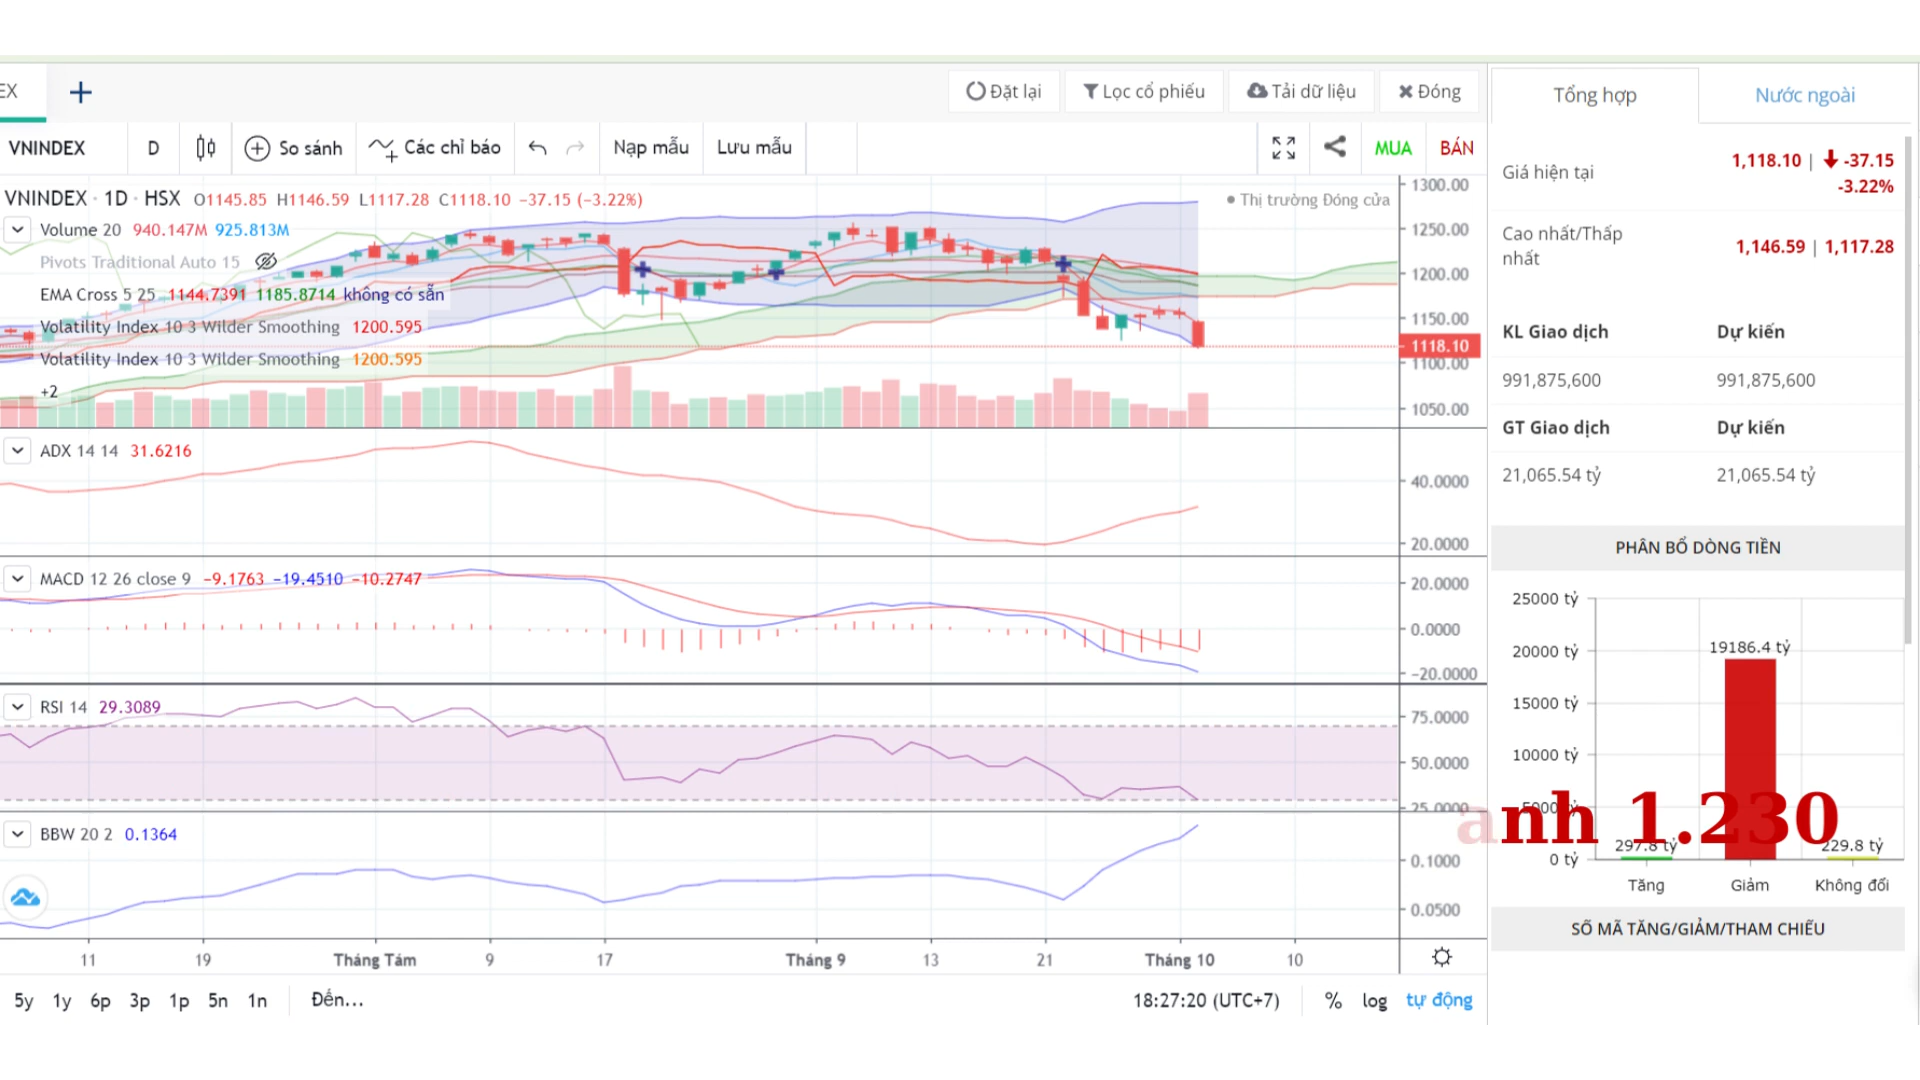 EX
Đặt lại
Lọc cổ phiếu
Tải dữ liệu
Đóng
VNINDEX D So sánh Các chỉ báo Nạp mẫu Lưu mẫu MUA BÁN
VNINDEX · 1D · HSX O1145.85 H1146.59 L1117.28 C1118.10 −37.15 (−3.22%)
Thị trường Đóng cửa
Volume 20 940.147M 925.813M
Pivots Traditional Auto 15
EMA Cross 5 25 1144.7391 1185.8714 không có sẵn
Volatility Index 10 3 Wilder Smoothing 1200.595
Volatility Index 10 3 Wilder Smoothing 1200.595
+2
1300.00
1250.00
1200.00
1150.00
1118.10
1100.00
1050.00
ADX 14 14 31.6216
40.0000
20.0000
MACD 12 26 close 9 −9.1763 −19.4510 −10.2747
20.0000
0.0000
−20.0000
RSI 14 29.3089
75.0000
50.0000
25.0000
BBW 20 2 0.1364
0.1000
0.0500
11 19 Tháng Tám 9 17 Tháng 9 13 21 Tháng 10 10
5y 1y 6p 3p 1p 5n 1n Đến...
18:27:20 (UTC+7) % log tự động
Tổng hợp Nước ngoài
Giá hiện tại 1,118.10 | -37.15
-3.22%
Cao nhất/Thấp
nhất 1,146.59 | 1,117.28
KL Giao dịch Dự kiến
991,875,600 991,875,600
GT Giao dịch Dự kiến
21,065.54 tỷ 21,065.54 tỷ
PHÂN BỔ DÒNG TIỀN
25000 tỷ
20000 tỷ
15000 tỷ
10000 tỷ
5000 tỷ
0 tỷ
297.8 tỷ
19186.4 tỷ
229.8 tỷ
Tăng Giảm Không đổi
anh 1.230
SỐ MÃ TĂNG/GIẢM/THAM CHIẾU